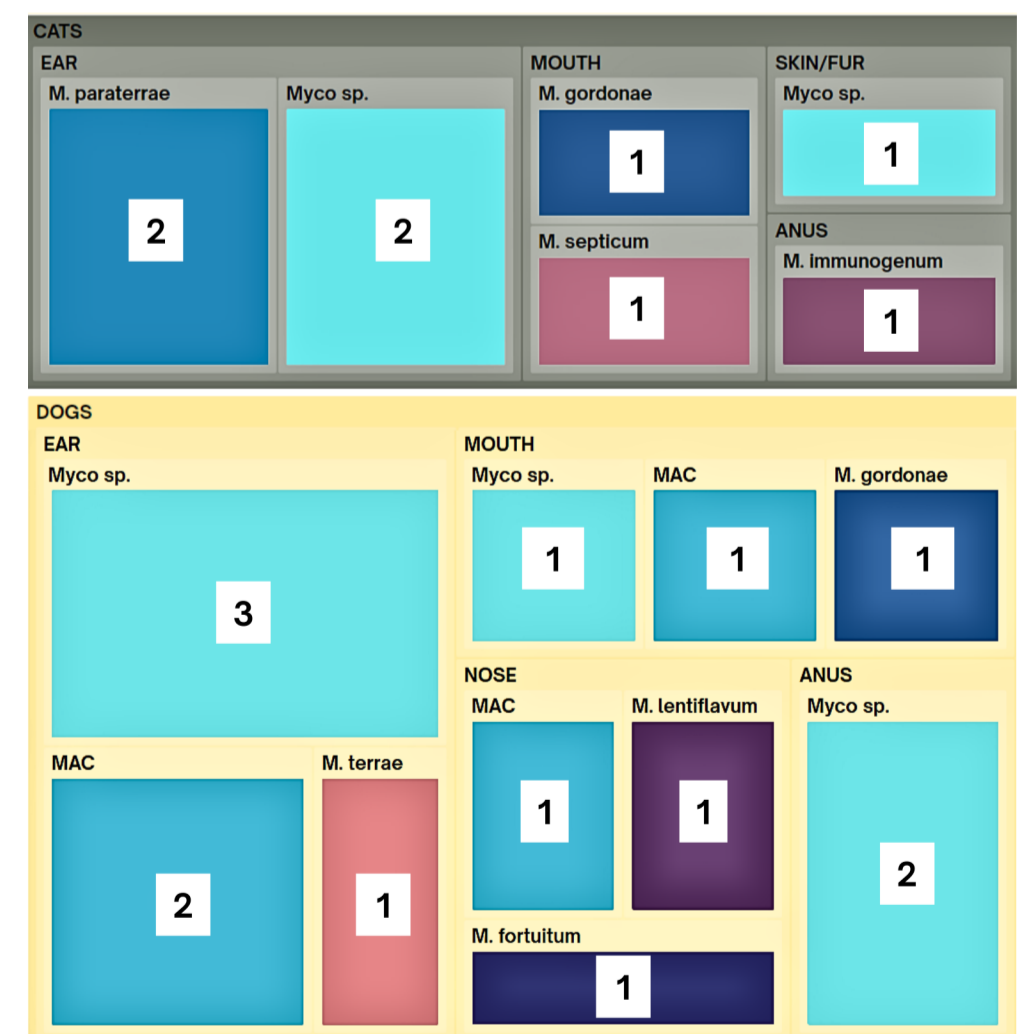 CATS
EAR
M. paraterrae
2
Myco sp.
2
MOUTH
M. gordonae
1
M. septicum
1
SKIN/FUR
Myco sp.
1
ANUS
M. immunogenum
1
DOGS
EAR
Myco sp.
3
MAC
2
M. terrae
1
MOUTH
Myco sp.
1
MAC
1
M. gordonae
1
NOSE
MAC
1
M. lentiflavum
1
M. fortuitum
1
ANUS
Myco sp.
2